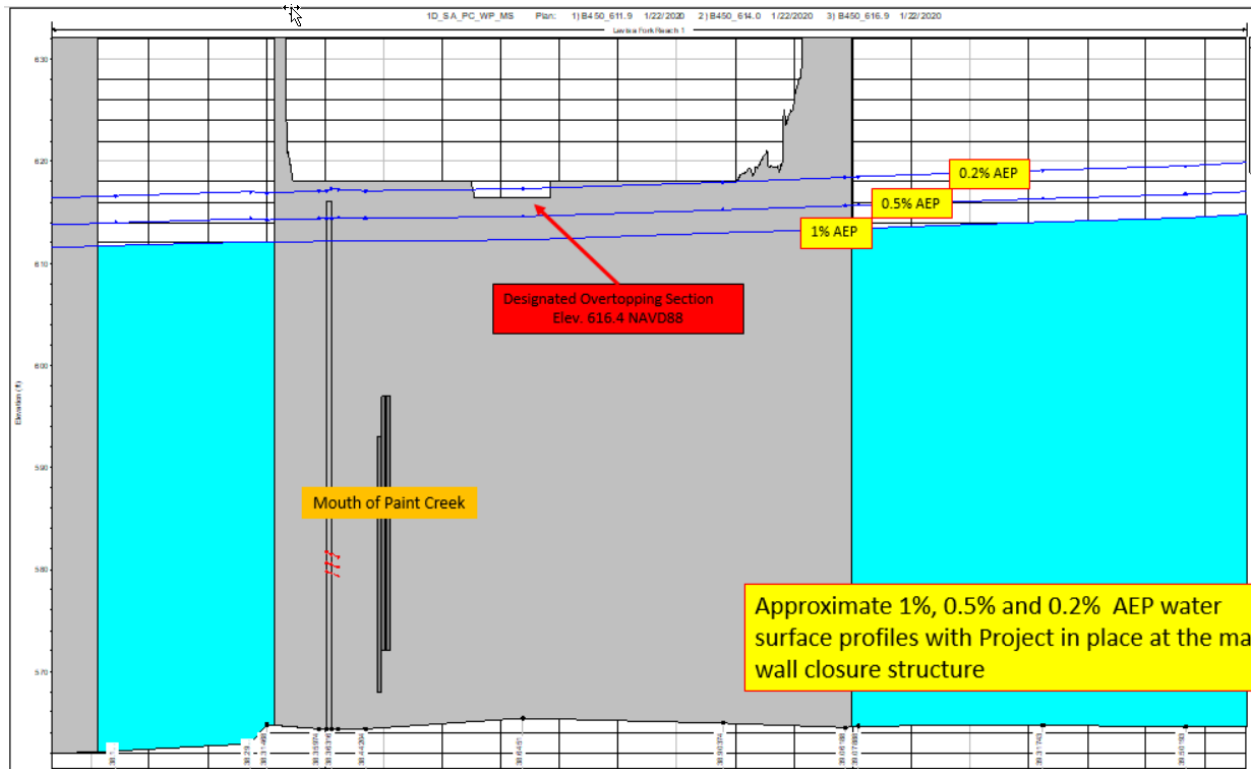 1D_SA_PC_WP_MS Plan: 1) B450_611.9 1/22/2020 2) B450_614.0 1/22/2020 3) B450_616.9 1/22/2020
Levisa Fork Reach 1
630
620
610
600
590
580
570
Elevation (ft)
0.2% AEP
0.5% AEP
1% AEP
Designated Overtopping Section
Elev. 616.4 NAVD88
Mouth of Paint Creek
Approximate 1%, 0.5% and 0.2% AEP water
surface profiles with Project in place at the ma
wall closure structure